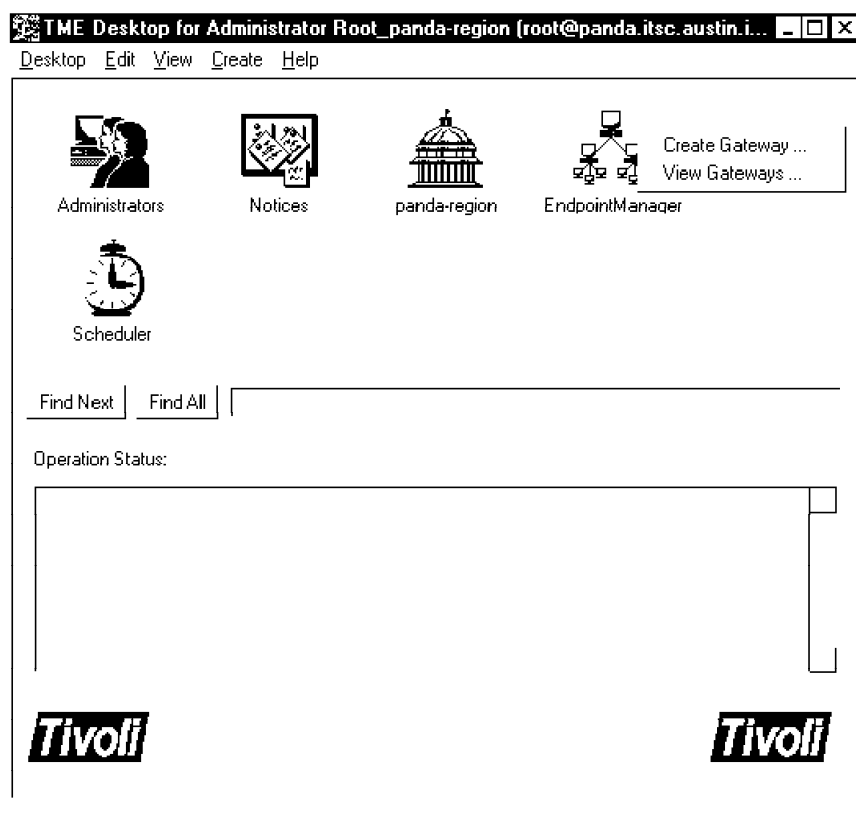 TME Desktop for Administrator Root_panda-region (root@panda.itsc.austin.i...
Desktop Edit View Create Help
Create Gateway ...
View Gateways ...
Administrators Notices panda-region EndpointManager
Scheduler
Find Next Find All
Operation Status:
Tivoli Tivoli